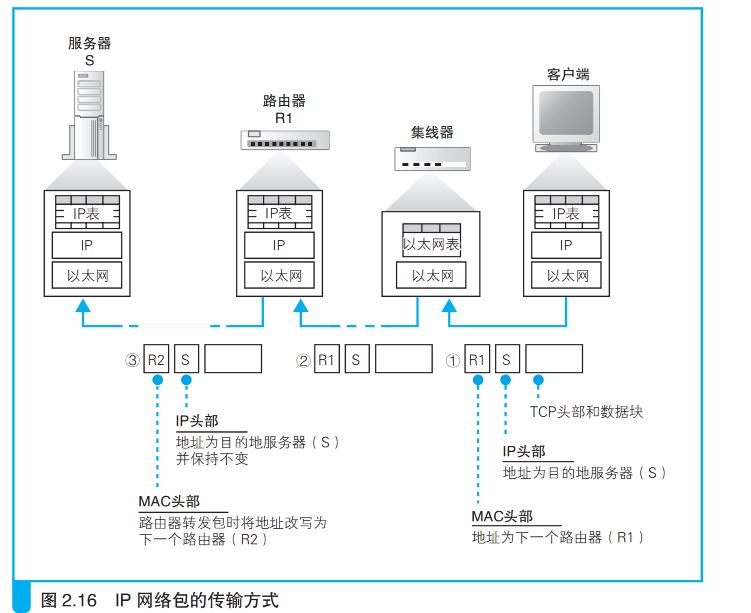 服务器
S
路由器
R1
集线器
客户端
IP表
IP
以太网
IP表
IP
以太网
以太网表
以太网
IP表
IP
以太网
③ R2 S
② R1 S
① R1 S
IP头部
地址为目的地服务器（S）
并保持不变
MAC头部
路由器转发包时将地址改写为
下一个路由器（R2）
TCP头部和数据块
IP头部
地址为目的地服务器（S）
MAC头部
地址为下一个路由器（R1）
图 2.16 IP 网络包的传输方式